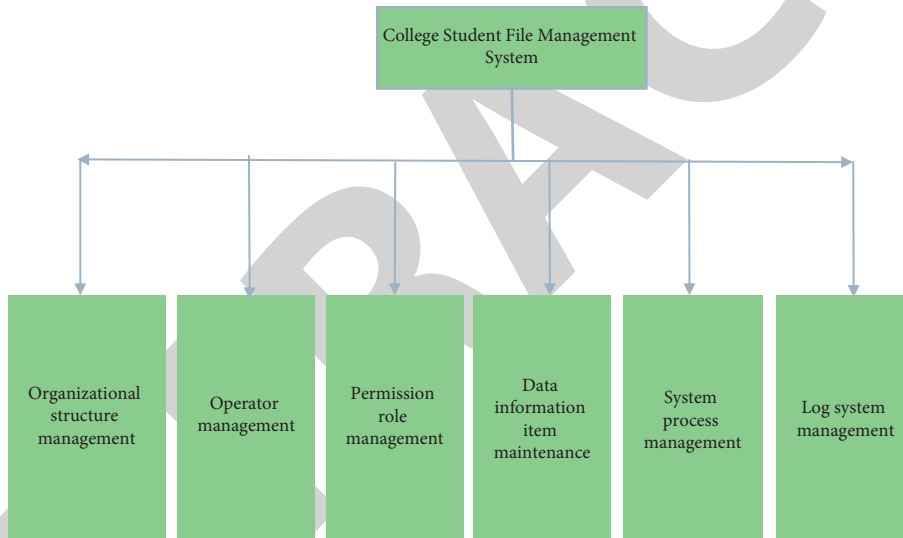 College Student File Management
System
Organizational
structure
management
Operator
management
Permission
role
management
Data
information
item
maintenance
System
process
management
Log system
management